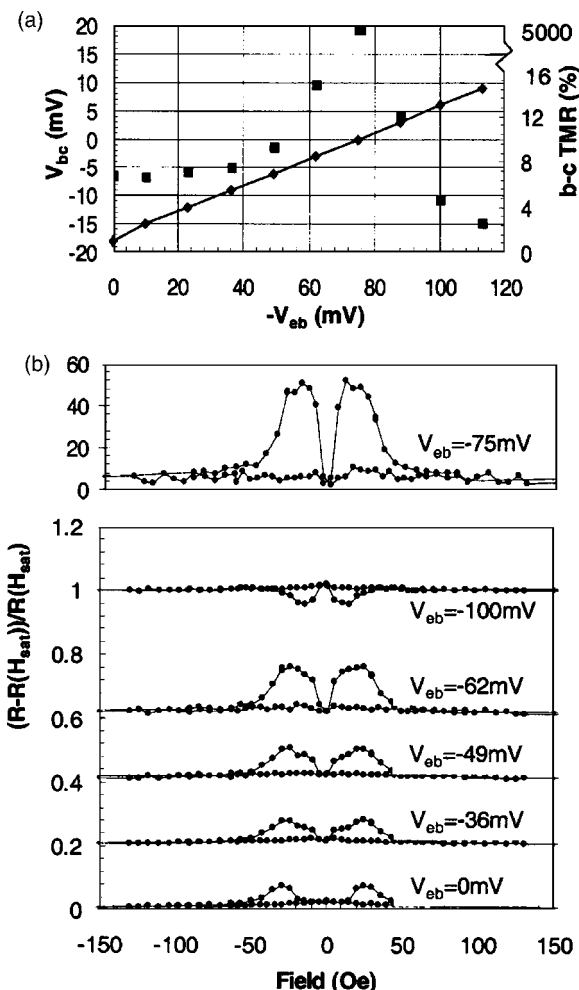 (a)
20
15
10
5
0
-5
-10
-15
-20
V_bc (mV)
5000
16
12
8
4
0
b-c TMR (%)
0 20 40 60 80 100 120
-V_eb (mV)
(b)
60
40
20
0
V_eb=-75mV
1.2
1
0.8
0.6
0.4
0.2
0
(R-R(H_sat))/R(H_sat)
V_eb=-100mV
V_eb=-62mV
V_eb=-49mV
V_eb=-36mV
V_eb=0mV
-150 -100 -50 0 50 100 150
Field (Oe)